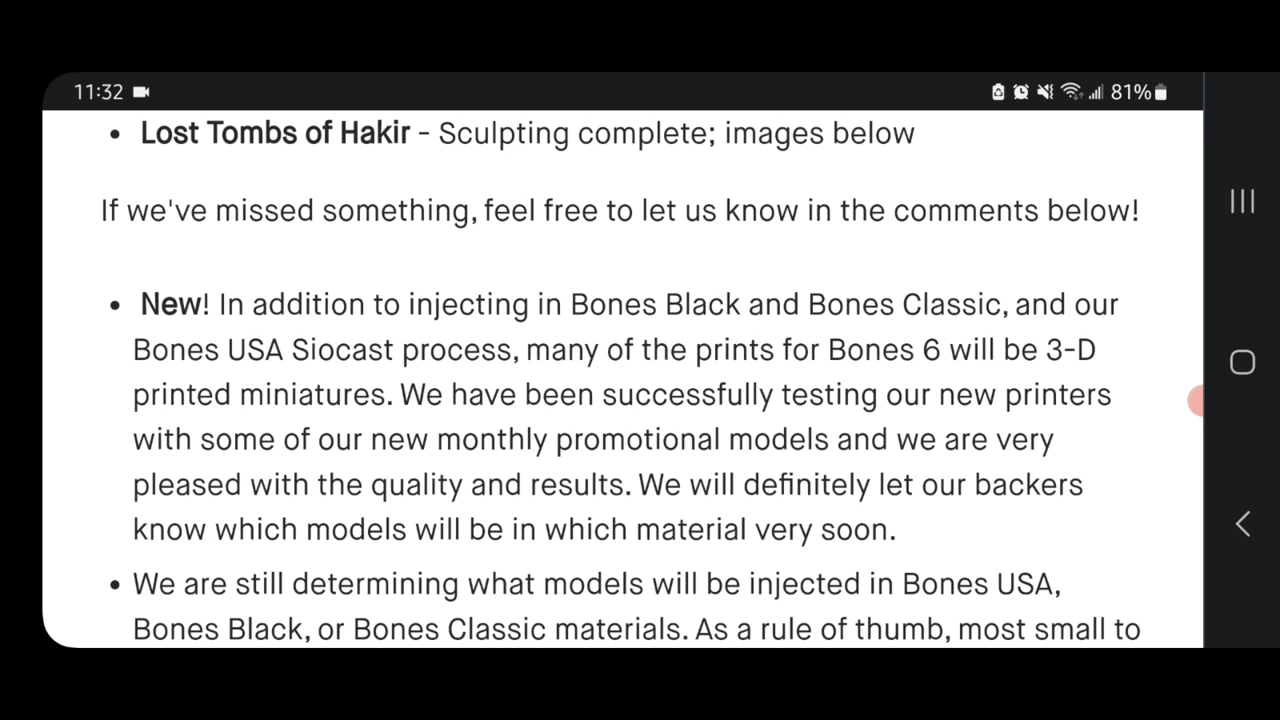 11:32
81%
• Lost Tombs of Hakir - Sculpting complete; images below
If we've missed something, feel free to let us know in the comments below!
• New! In addition to injecting in Bones Black and Bones Classic, and our
Bones USA Siocast process, many of the prints for Bones 6 will be 3-D
printed miniatures. We have been successfully testing our new printers
with some of our new monthly promotional models and we are very
pleased with the quality and results. We will definitely let our backers
know which models will be in which material very soon.
• We are still determining what models will be injected in Bones USA,
Bones Black, or Bones Classic materials. As a rule of thumb, most small to